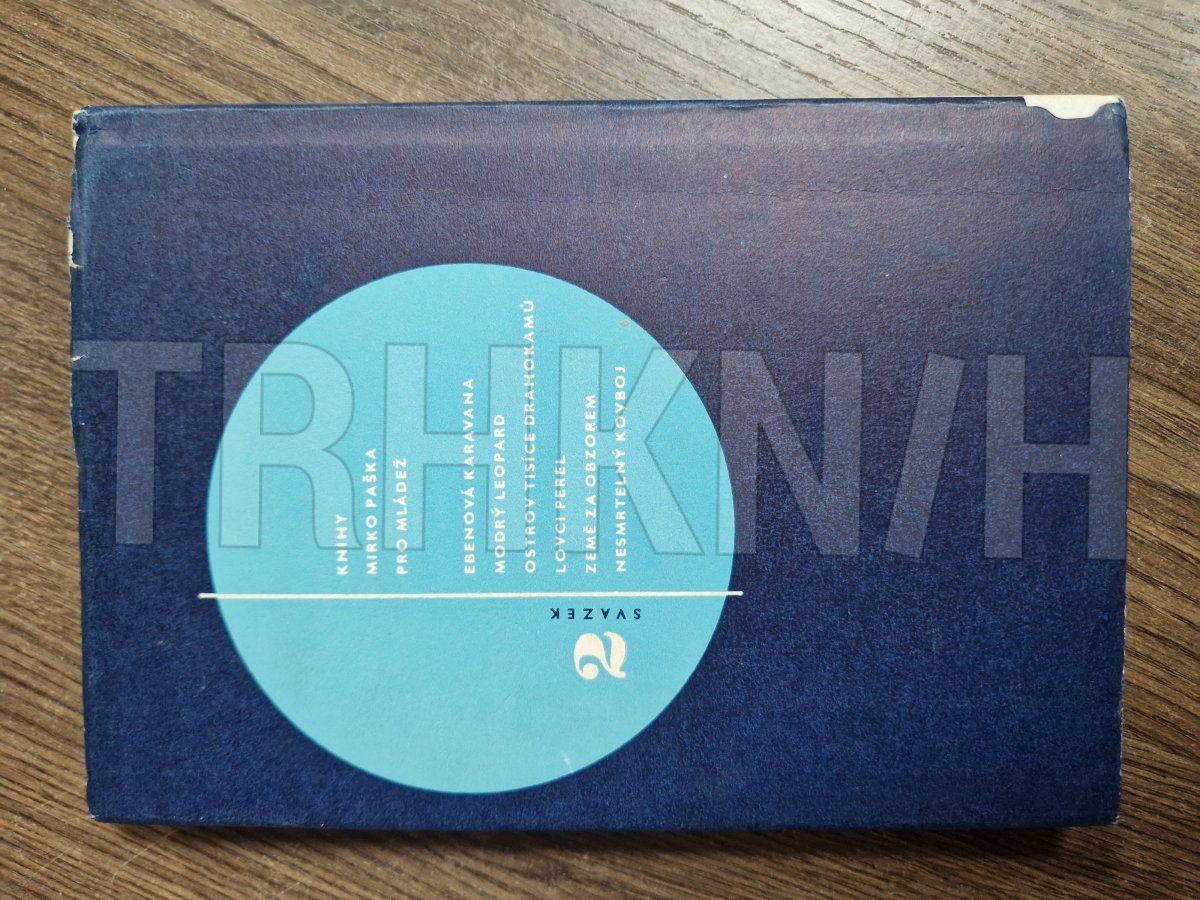 KNIHY
MIRKO PAŠKA
PRO MLÁDEŽ
EBENOVÁ KARAVANA
MODRÝ LEOPARD
OSTROV TISÍCE DRAHOKAMŮ
LOVCI PEREL
ZEMĚ ZA OBZOREM
NESMRTELNÝ KOVBOJ
SVAZEK
2
TRHKNIH